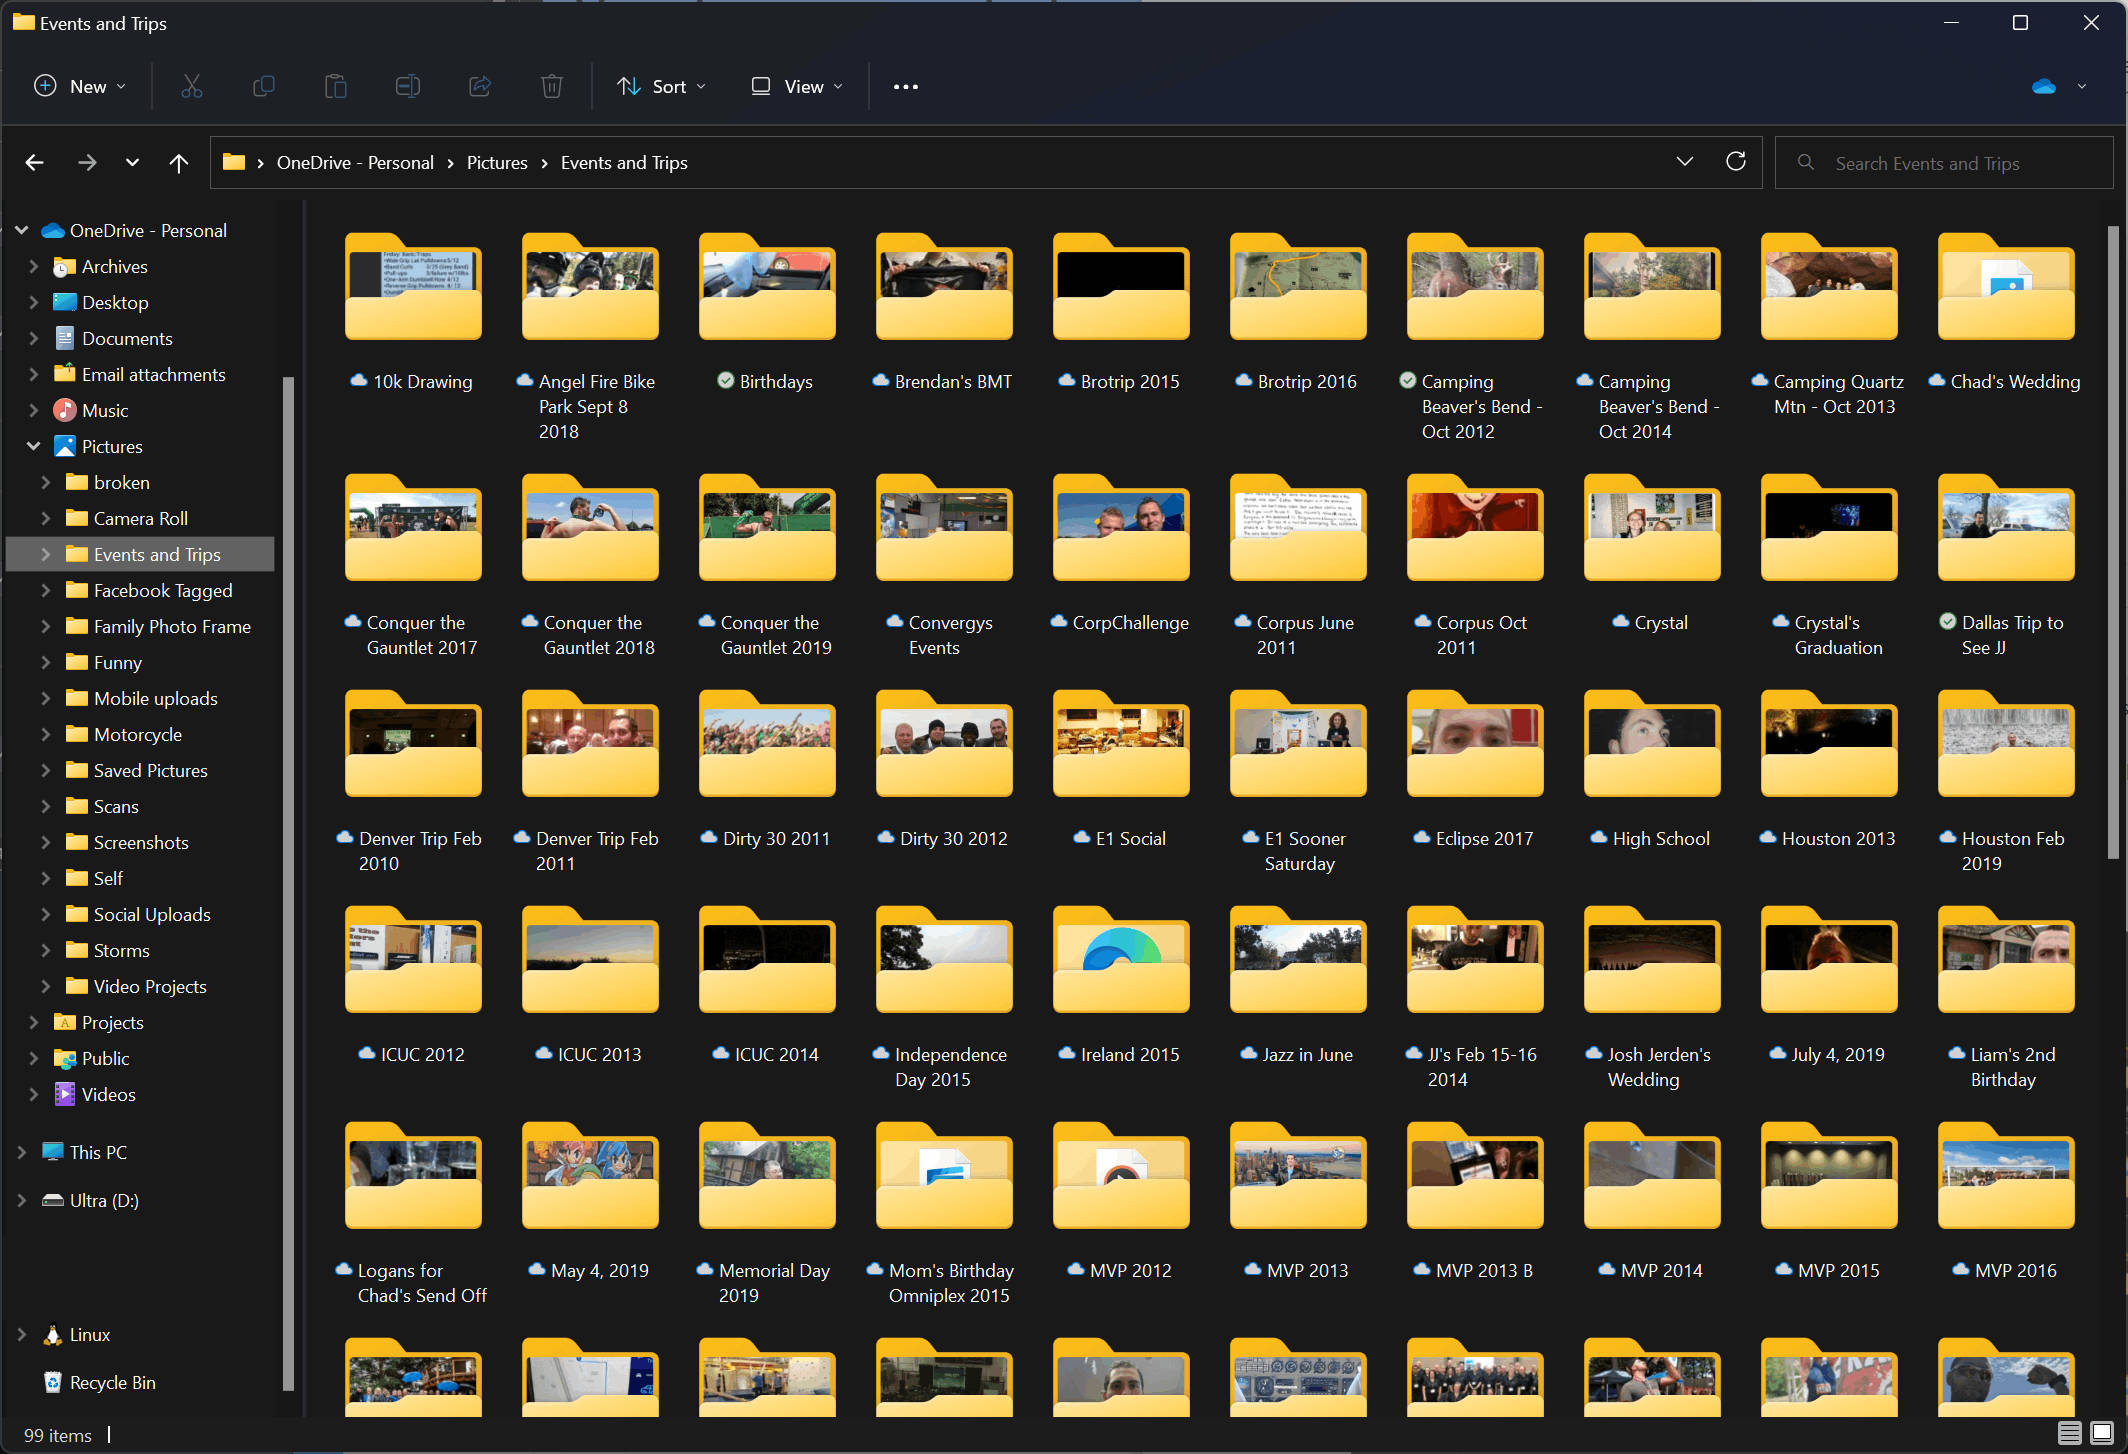 Events and Trips
New
Sort
View
OneDrive - Personal
Pictures
Events and Trips
Search Events and Trips
OneDrive - Personal
Archives
Desktop
Documents
Email attachments
Music
Pictures
broken
Camera Roll
Events and Trips
Facebook Tagged
Family Photo Frame
Funny
Mobile uploads
Motorcycle
Saved Pictures
Scans
Screenshots
Self
Social Uploads
Storms
Video Projects
Projects
Public
Videos
This PC
Ultra (D:)
Linux
Recycle Bin
10k Drawing
Angel Fire Bike
Park Sept 8
2018
Birthdays
Brendan's BMT
Brotrip 2015
Brotrip 2016
Camping
Beaver's Bend -
Oct 2012
Camping
Beaver's Bend -
Oct 2014
Camping Quartz
Mtn - Oct 2013
Chad's Wedding
Conquer the
Gauntlet 2017
Conquer the
Gauntlet 2018
Conquer the
Gauntlet 2019
Convergys
Events
CorpChallenge
Corpus June
2011
Corpus Oct
2011
Crystal
Crystal's
Graduation
Dallas Trip to
See JJ
Denver Trip Feb
2010
Denver Trip Feb
2011
Dirty 30 2011
Dirty 30 2012
E1 Social
E1 Sooner
Saturday
Eclipse 2017
High School
Houston 2013
Houston Feb
2019
ICUC 2012
ICUC 2013
ICUC 2014
Independence
Day 2015
Ireland 2015
Jazz in June
JJ's Feb 15-16
2014
Josh Jerden's
Wedding
July 4, 2019
Liam's 2nd
Birthday
Logans for
Chad's Send Off
May 4, 2019
Memorial Day
2019
Mom's Birthday
Omniplex 2015
MVP 2012
MVP 2013
MVP 2013 B
MVP 2014
MVP 2015
MVP 2016
99 items